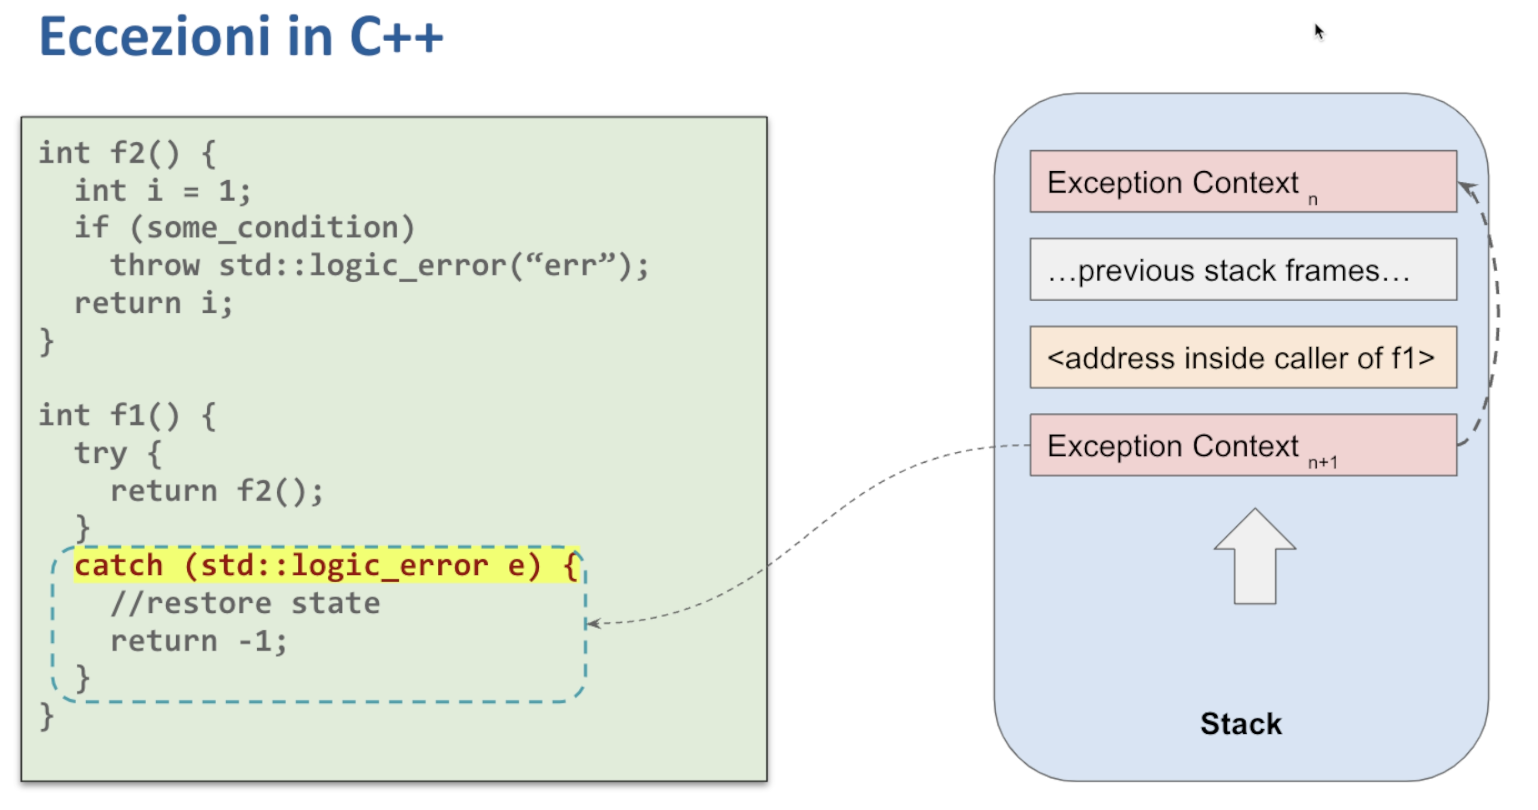 Eccezioni in C++
int f2() {
int i = 1;
if (some_condition)
throw std::logic_error(“err”);
return i;
}
int f1() {
try {
return f2();
}
catch (std::logic_error e) {
//restore state
return -1;
}
}
Exception Context n
…previous stack frames…
<address inside caller of f1>
Exception Context n+1
Stack